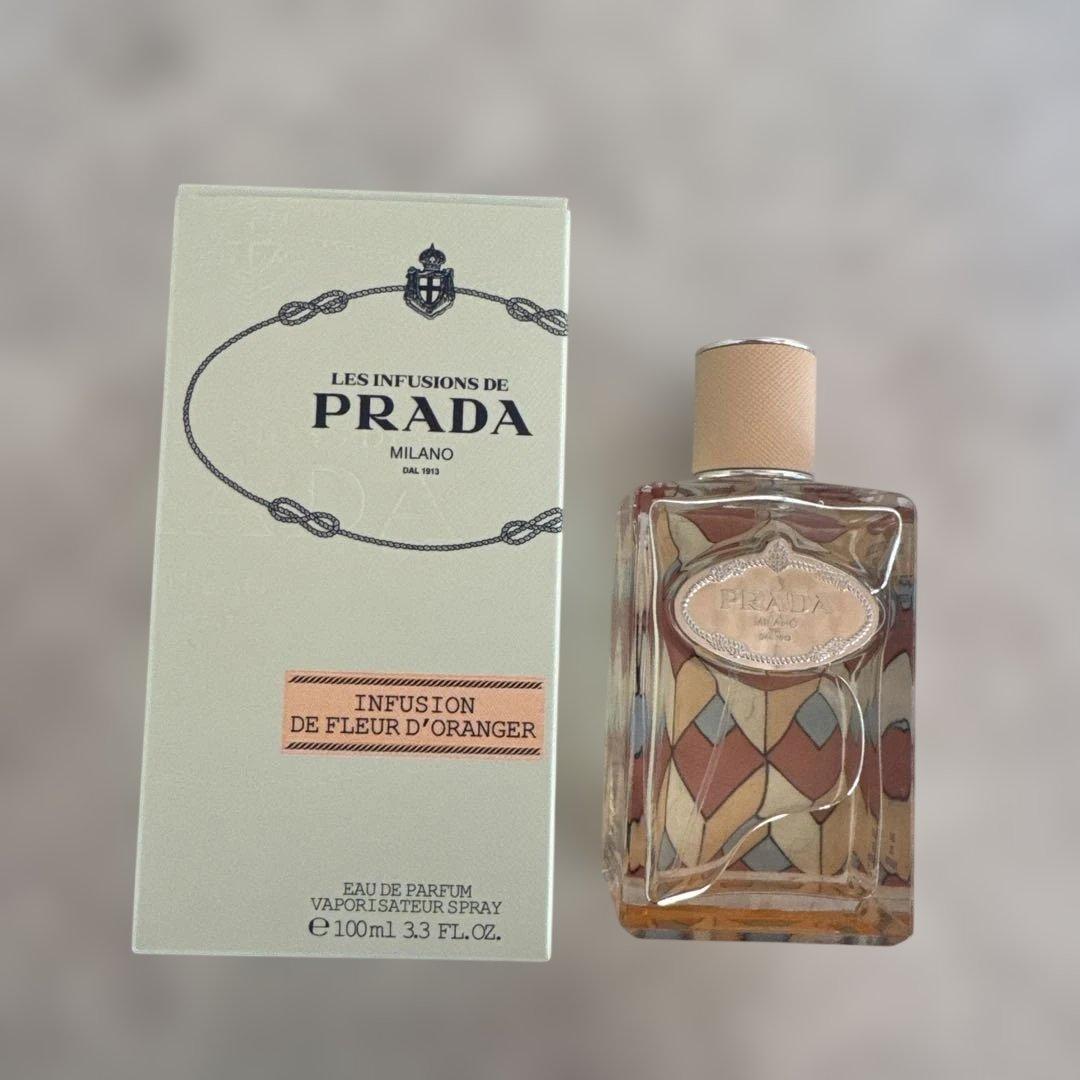 LES INFUSIONS DE
PRADA
MILANO
DAL 1913
INFUSION
DE FLEUR D'ORANGER
EAU DE PARFUM
VAPORISATEUR SPRAY
℮ 100ml 3.3 FL.OZ.
PRADA
MILANO
DAL 1913